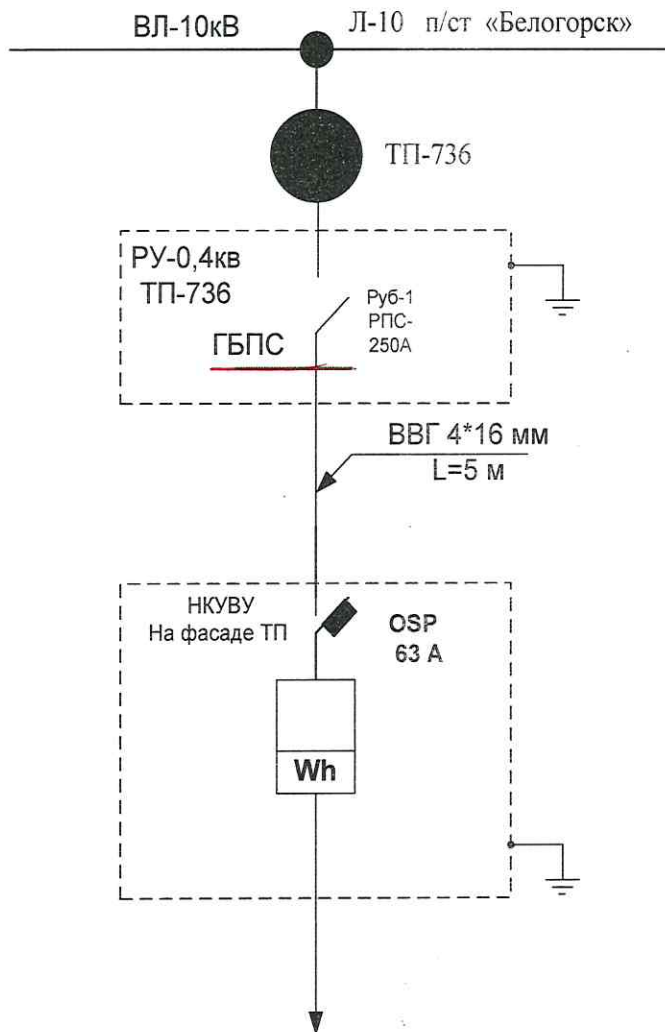 ВЛ-10кВ Л-10 п/ст «Белогорск»
ТП-736
РУ-0,4кв
ТП-736
Руб-1
РПС-
250А
ГБПС
ВВГ 4*16 мм
L=5 м
НКУВУ
На фасаде ТП
OSP
63 А
Wh